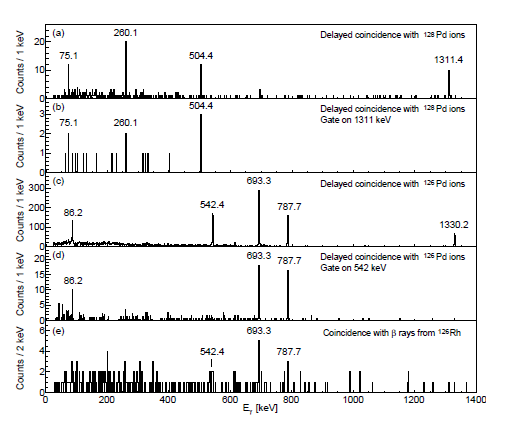 (a)
Delayed coincidence with 128Pd ions
75.1
260.1
504.4
1311.4
Counts / 1 keV
0
10
20
(b)
Delayed coincidence with 128Pd ions
Gate on 1311 keV
75.1
260.1
504.4
Counts / 1 keV
0
1
2
3
(c)
Delayed coincidence with 126Pd ions
86.2
542.4
693.3
787.7
1330.2
Counts / 1 keV
0
100
200
300
(d)
Delayed coincidence with 126Pd ions
Gate on 542 keV
86.2
693.3
787.7
Counts / 1 keV
0
5
10
15
20
(e)
Coincidence with β rays from 126Rh
542.4
693.3
787.7
Counts / 2 keV
0
2
4
6
0 200 400 600 800 1000 1200 1400
Eγ [keV]